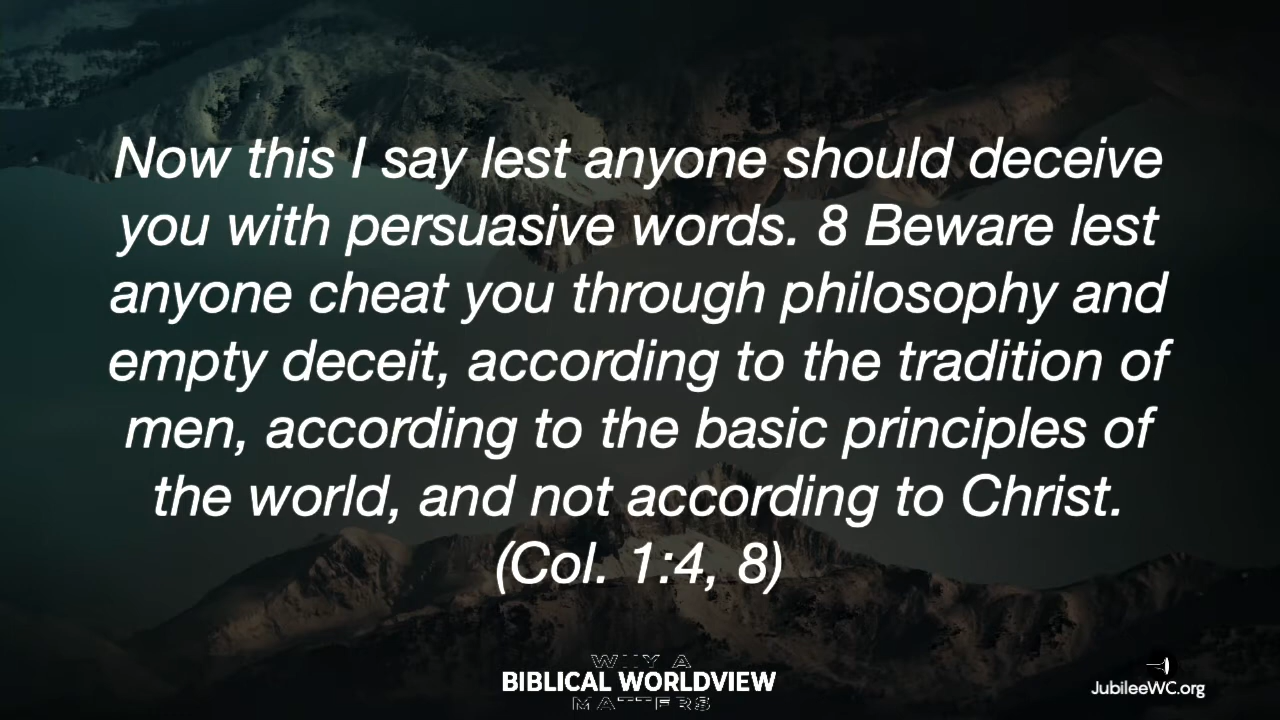 Now this I say lest anyone should deceive
you with persuasive words. 8 Beware lest
anyone cheat you through philosophy and
empty deceit, according to the tradition of
men, according to the basic principles of
the world, and not according to Christ.
(Col. 1:4, 8)
WHY A
BIBLICAL WORLDVIEW
MATTERS
JubileeWC.org